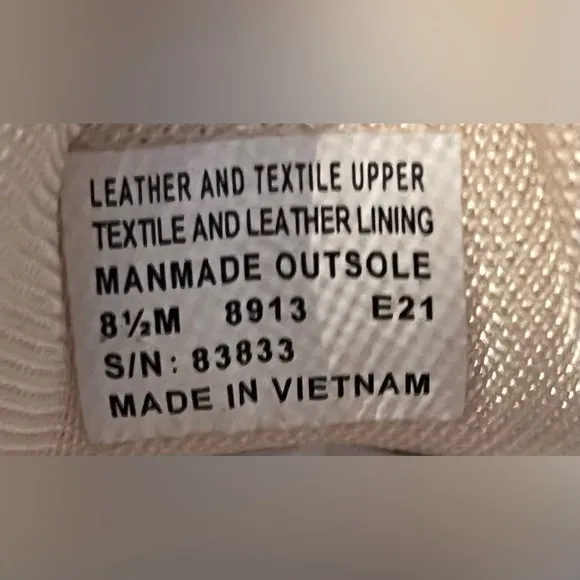 LEATHER AND TEXTILE UPPER
TEXTILE AND LEATHER LINING
MANMADE OUTSOLE
8½M 8913 E21
S/N: 83833
MADE IN VIETNAM